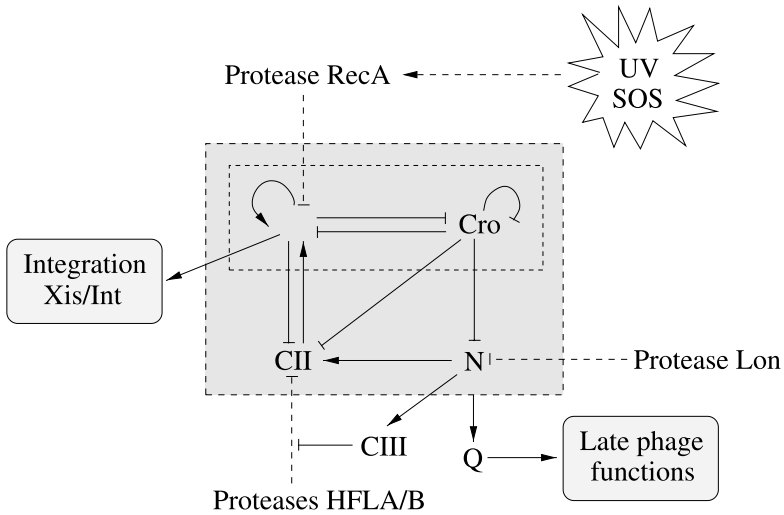 UV
SOS
Protease RecA
Cro
Integration
Xis/Int
CII
N
Protease Lon
CIII
Q
Late phage
functions
Proteases HFLA/B